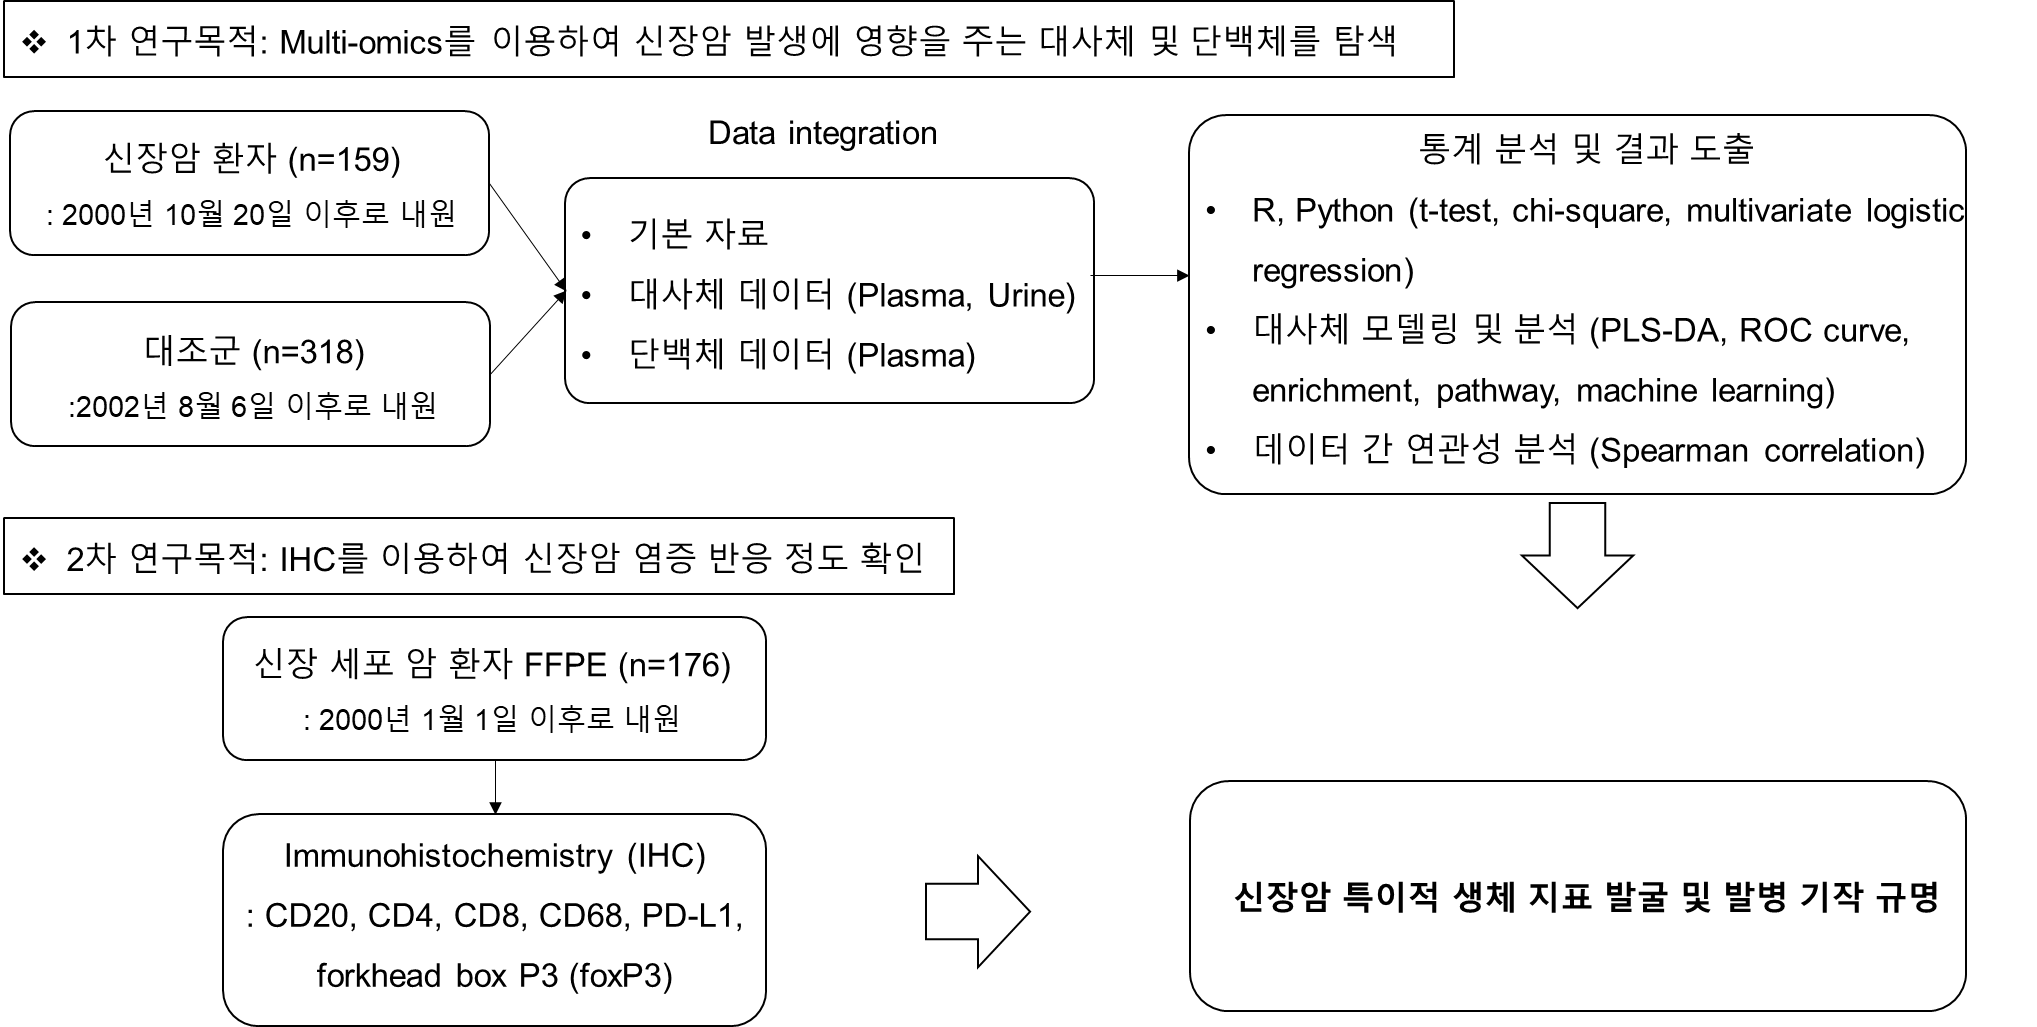 ❖ 1차 연구목적: Multi-omics를 이용하여 신장암 발생에 영향을 주는 대사체 및 단백체를 탐색
신장암 환자 (n=159)
: 2000년 10월 20일 이후로 내원
대조군 (n=318)
:2002년 8월 6일 이후로 내원
Data integration
• 기본 자료
• 대사체 데이터 (Plasma, Urine)
• 단백체 데이터 (Plasma)
통계 분석 및 결과 도출
• R, Python (t-test, chi-square, multivariate logistic
regression)
• 대사체 모델링 및 분석 (PLS-DA, ROC curve,
enrichment, pathway, machine learning)
• 데이터 간 연관성 분석 (Spearman correlation)
❖ 2차 연구목적: IHC를 이용하여 신장암 염증 반응 정도 확인
신장 세포 암 환자 FFPE (n=176)
: 2000년 1월 1일 이후로 내원
Immunohistochemistry (IHC)
: CD20, CD4, CD8, CD68, PD-L1,
forkhead box P3 (foxP3)
신장암 특이적 생체 지표 발굴 및 발병 기작 규명